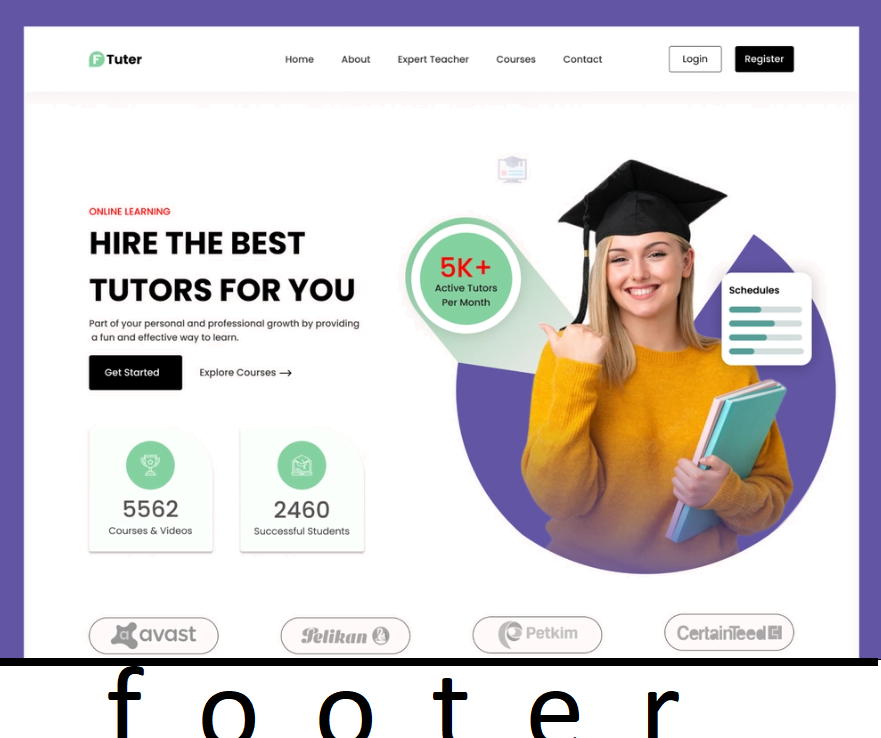 F Tuter
Home About Expert Teacher Courses Contact
Login Register
ONLINE LEARNING
HIRE THE BEST
TUTORS FOR YOU
Part of your personal and professional growth by providing
a fun and effective way to learn.
Get Started Explore Courses →
5562
Courses & Videos
2460
Successful Students
5K+
Active Tutors
Per Month
Schedules
a avast
Pelikan
Petkim
CertainTeed
footer